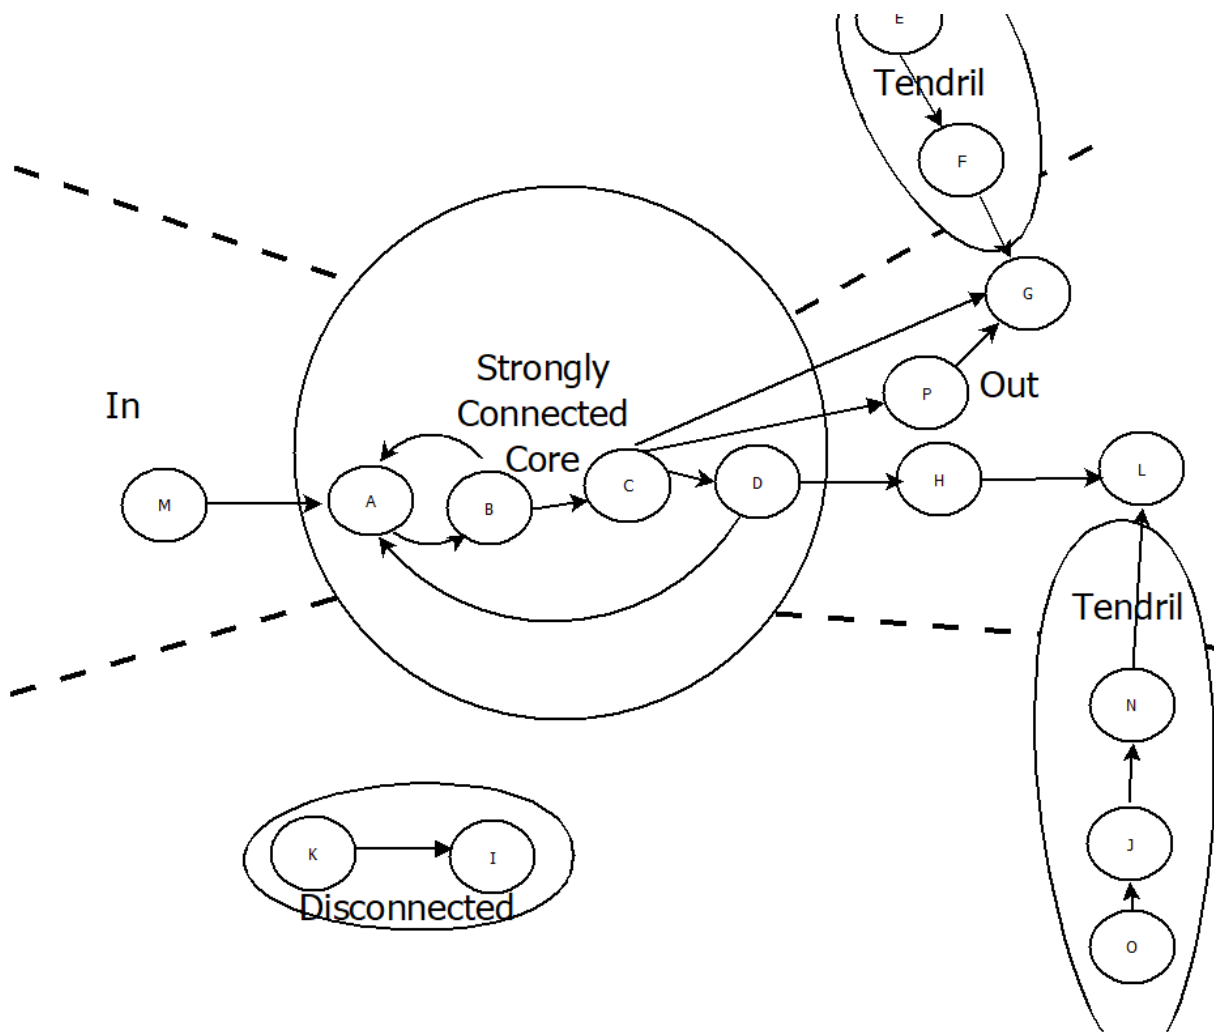 E
Tendril
F
G
Strongly
Connected
Core
In
P
Out
M
A
B
C
D
H
L
Tendril
N
K
I
Disconnected
J
O